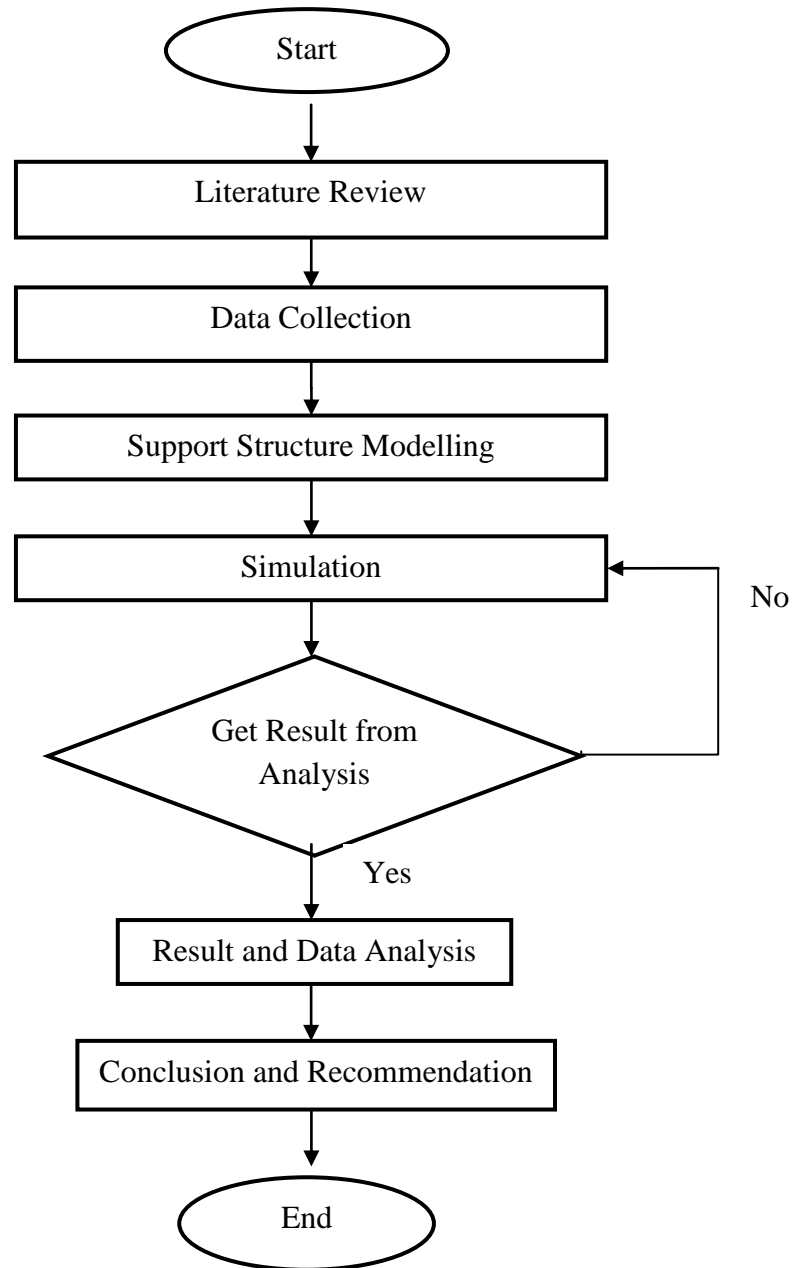 Start
Literature Review
Data Collection
Support Structure Modelling
Simulation
No
Get Result from
Analysis
Yes
Result and Data Analysis
Conclusion and Recommendation
End